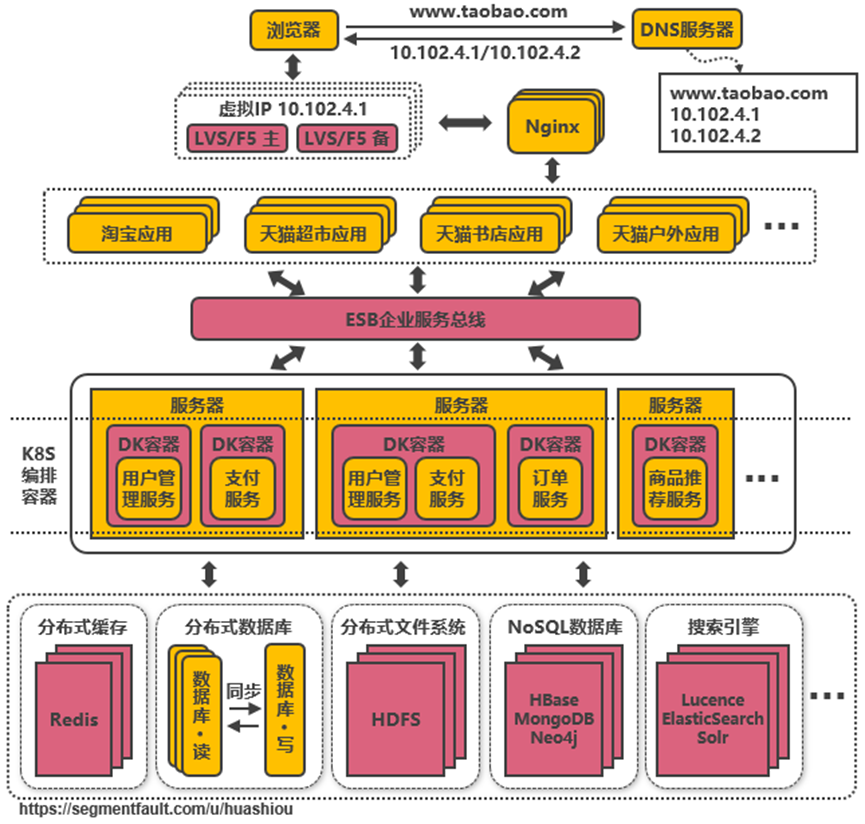 www.taobao.com
浏览器
DNS服务器
10.102.4.1/10.102.4.2
www.taobao.com
10.102.4.1
10.102.4.2
虚拟IP 10.102.4.1
LVS/F5 主
LVS/F5 备
Nginx
淘宝应用
天猫超市应用
天猫书店应用
天猫户外应用
...
ESB企业服务总线
K8S
编排
容器
服务器
DK容器
用户管
理服务
DK容器
支付
服务
服务器
DK容器
用户管
理服务
支付
服务
DK容器
订单
服务
服务器
DK容器
商品推
荐服务
...
分布式缓存
Redis
分布式数据库
数据库·读
同步
数据库·写
分布式文件系统
HDFS
NoSQL数据库
HBase
MongoDB
Neo4j
搜索引擎
Lucence
ElasticSearch
Solr
...
https://segmentfault.com/u/huashiou